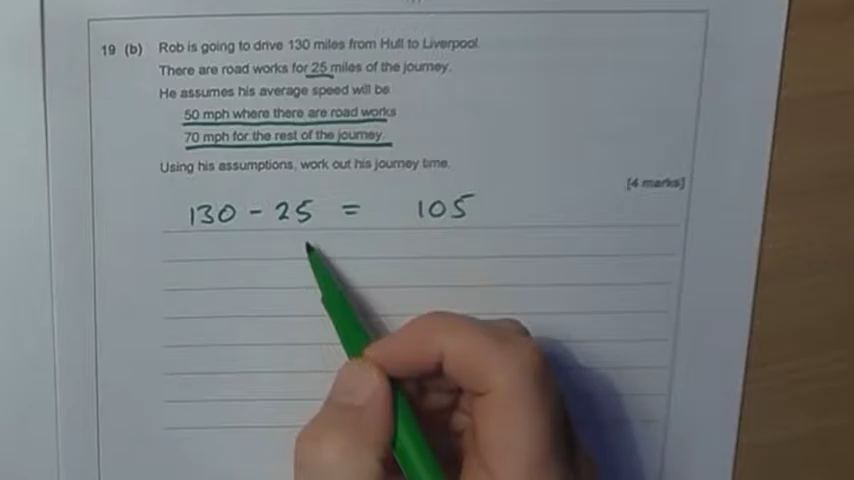 19 (b) Rob is going to drive 130 miles from Hull to Liverpool.
There are road works for 25 miles of the journey.
He assumes his average speed will be
50 mph where there are road works
70 mph for the rest of the journey.
Using his assumptions, work out his journey time.
[4 marks]
130 - 25 = 105